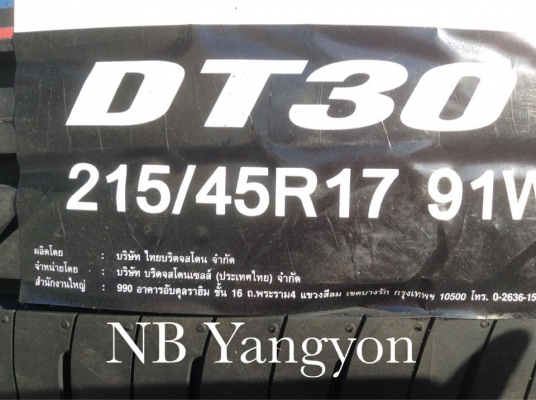 DT30
215/45R17 91W
ผลิตโดย : บริษัท ไทยบริดจสโตน จำกัด
จำหน่ายโดย : บริษัท บริดจสโตนเซลส์ (ประเทศไทย) จำกัด
สำนักงานใหญ่ : 990 อาคารอับดุลราฮิม ชั้น 16 ถ.พระราม4 แขวงสีลม เขตบางรัก กรุงเทพฯ 10500 โทร. 0-2636-15
NB Yangyon